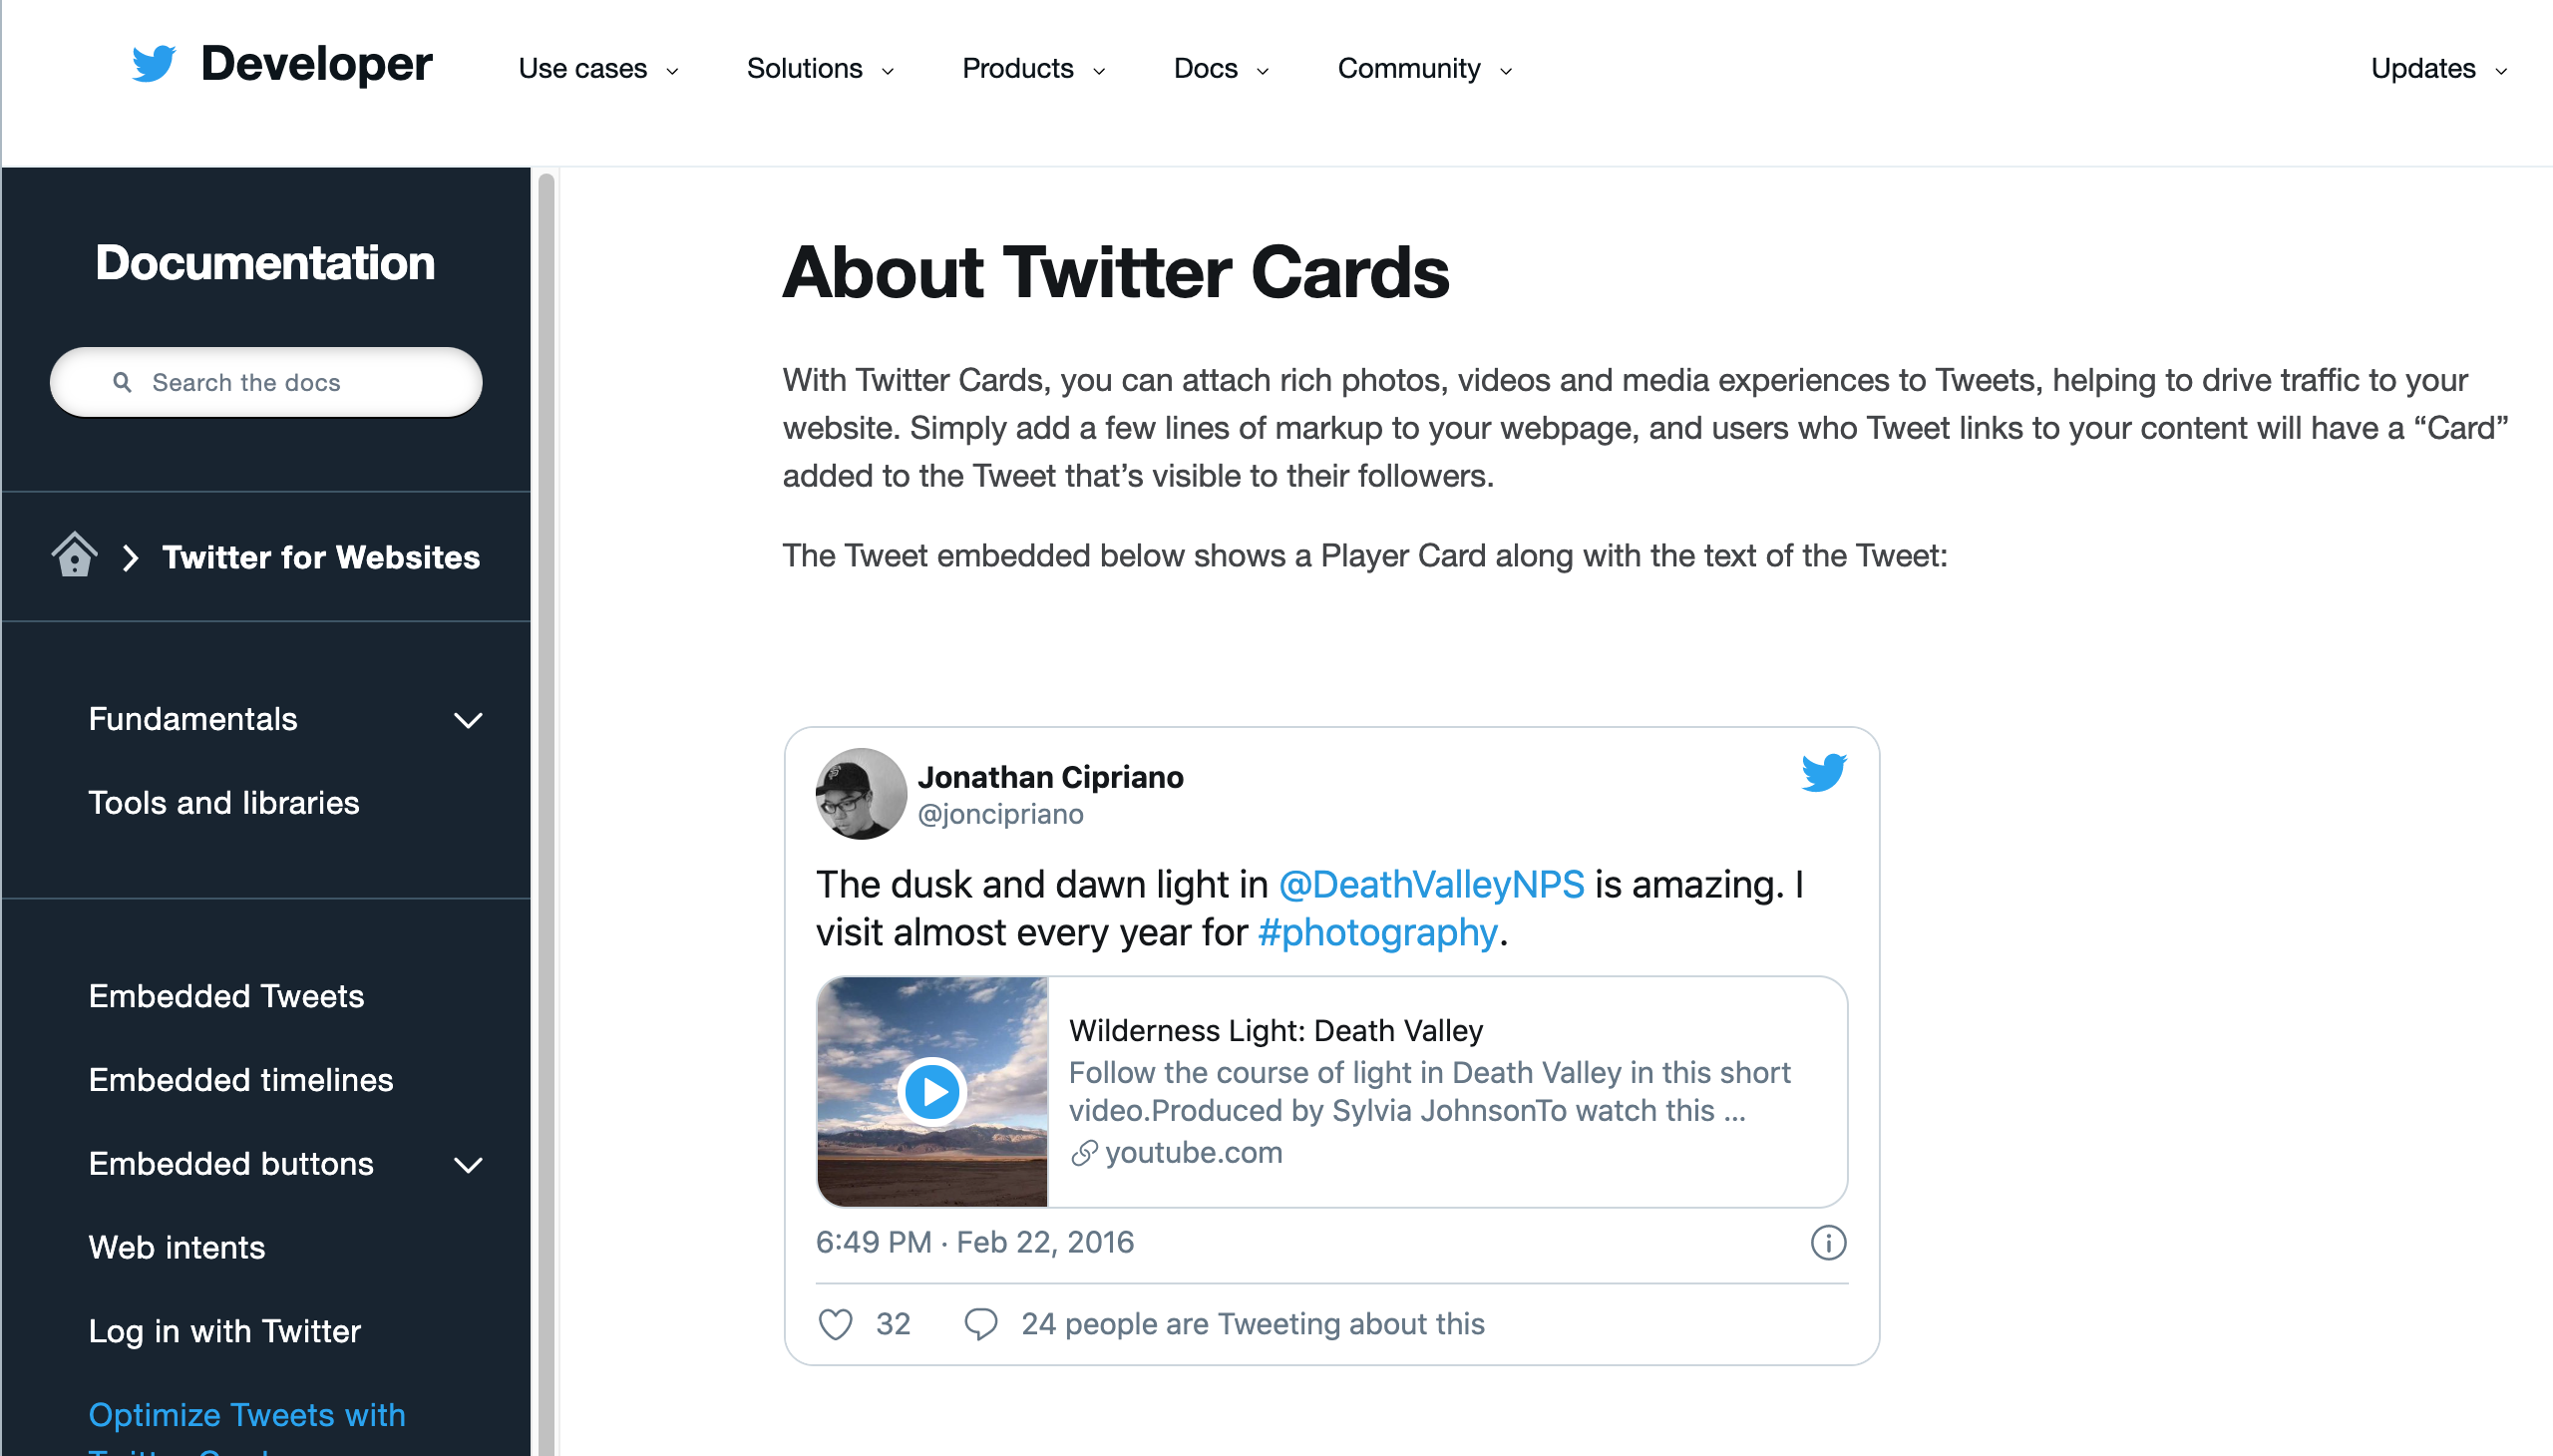 Developer
Use cases
Solutions
Products
Docs
Community
Updates
Documentation
Search the docs
Twitter for Websites
Fundamentals
Tools and libraries
Embedded Tweets
Embedded timelines
Embedded buttons
Web intents
Log in with Twitter
Optimize Tweets with
About Twitter Cards
With Twitter Cards, you can attach rich photos, videos and media experiences to Tweets, helping to drive traffic to your
website. Simply add a few lines of markup to your webpage, and users who Tweet links to your content will have a “Card”
added to the Tweet that’s visible to their followers.
The Tweet embedded below shows a Player Card along with the text of the Tweet:
Jonathan Cipriano
@joncipriano
The dusk and dawn light in @DeathValleyNPS is amazing. I
visit almost every year for #photography.
Wilderness Light: Death Valley
Follow the course of light in Death Valley in this short
video.Produced by Sylvia JohnsonTo watch this ...
youtube.com
6:49 PM · Feb 22, 2016
32
24 people are Tweeting about this